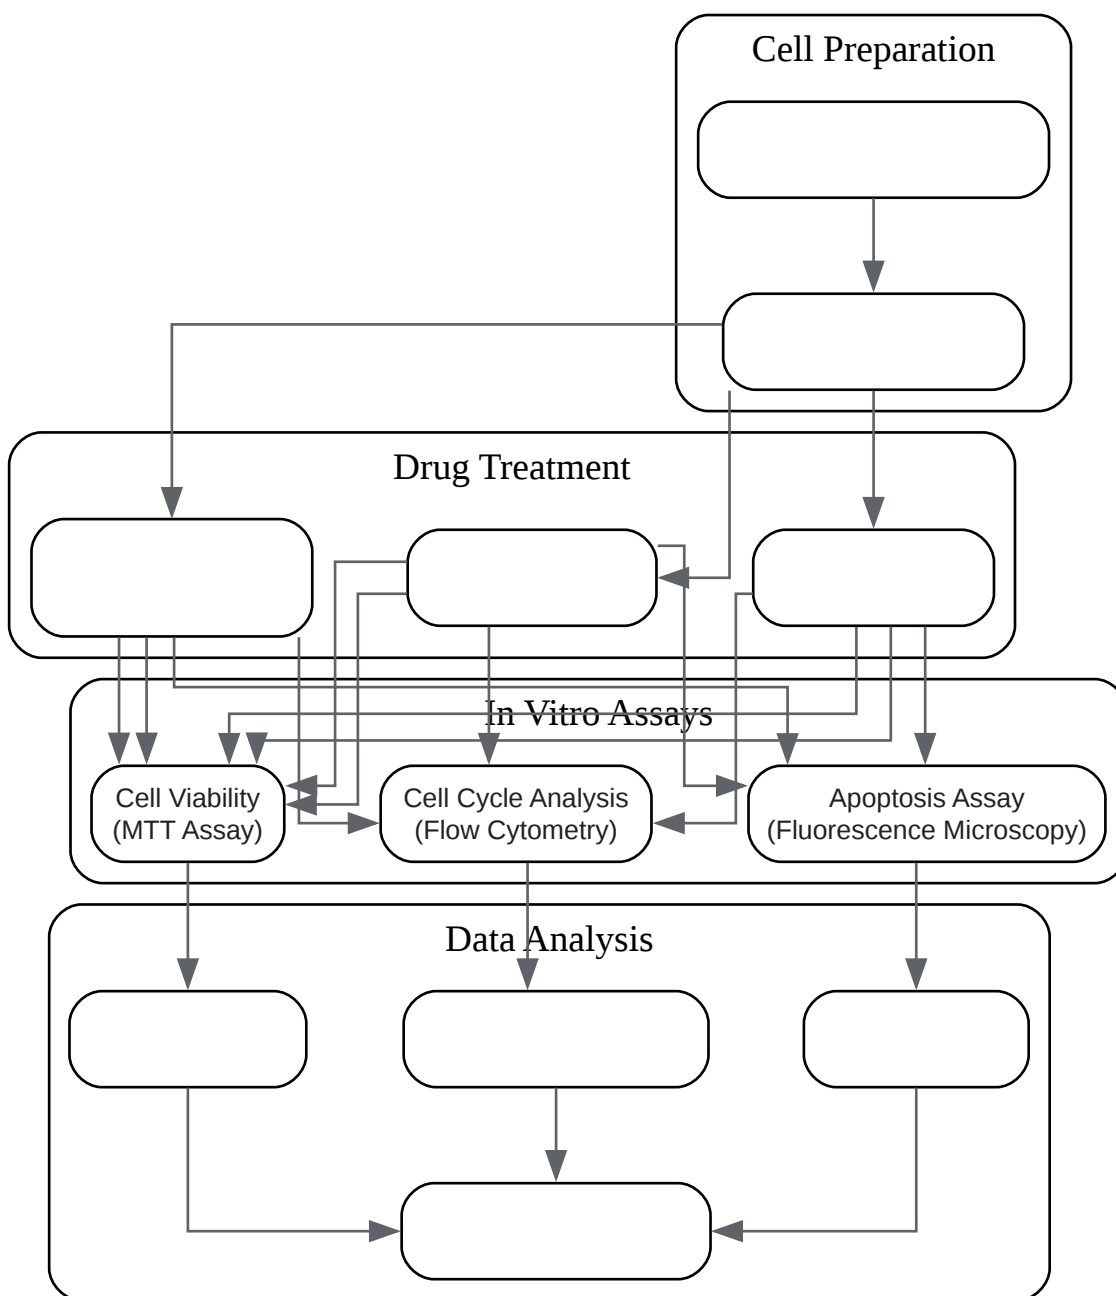 Cell Preparation
Drug Treatment
In Vitro Assays
Cell Viability
(MTT Assay)
Cell Cycle Analysis
(Flow Cytometry)
Apoptosis Assay
(Fluorescence Microscopy)
Data Analysis